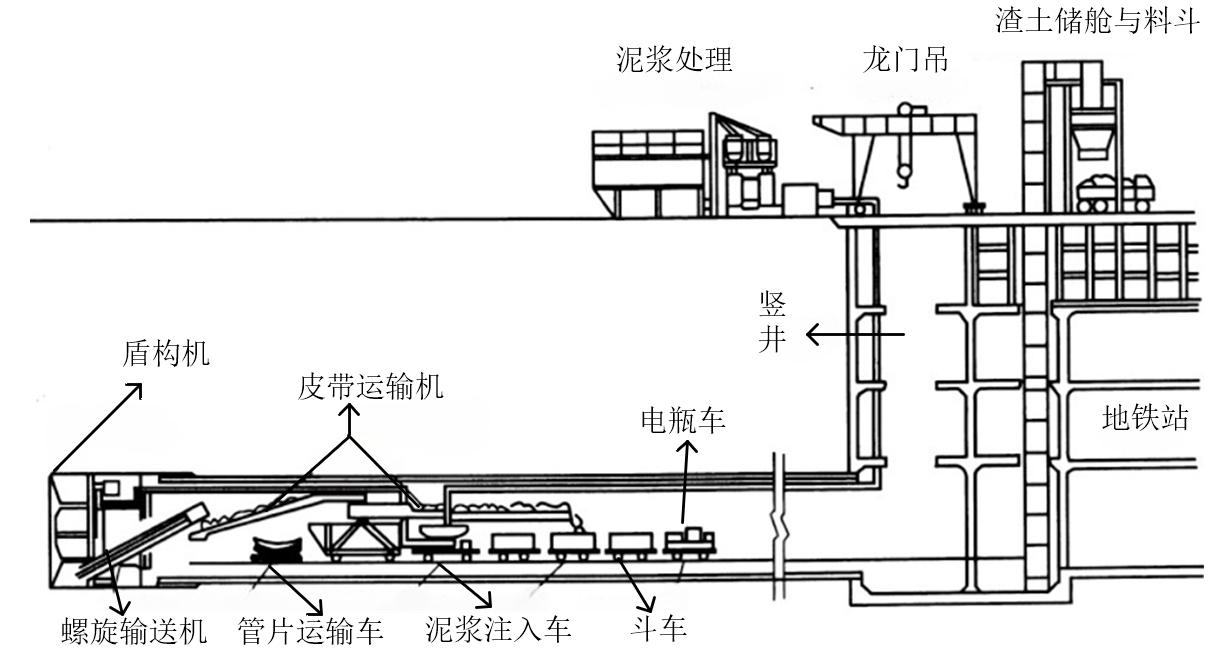 渣土储舱与料斗
泥浆处理
龙门吊
竖井
盾构机
皮带运输机
电瓶车
地铁站
螺旋输送机
管片运输车
泥浆注入车
斗车